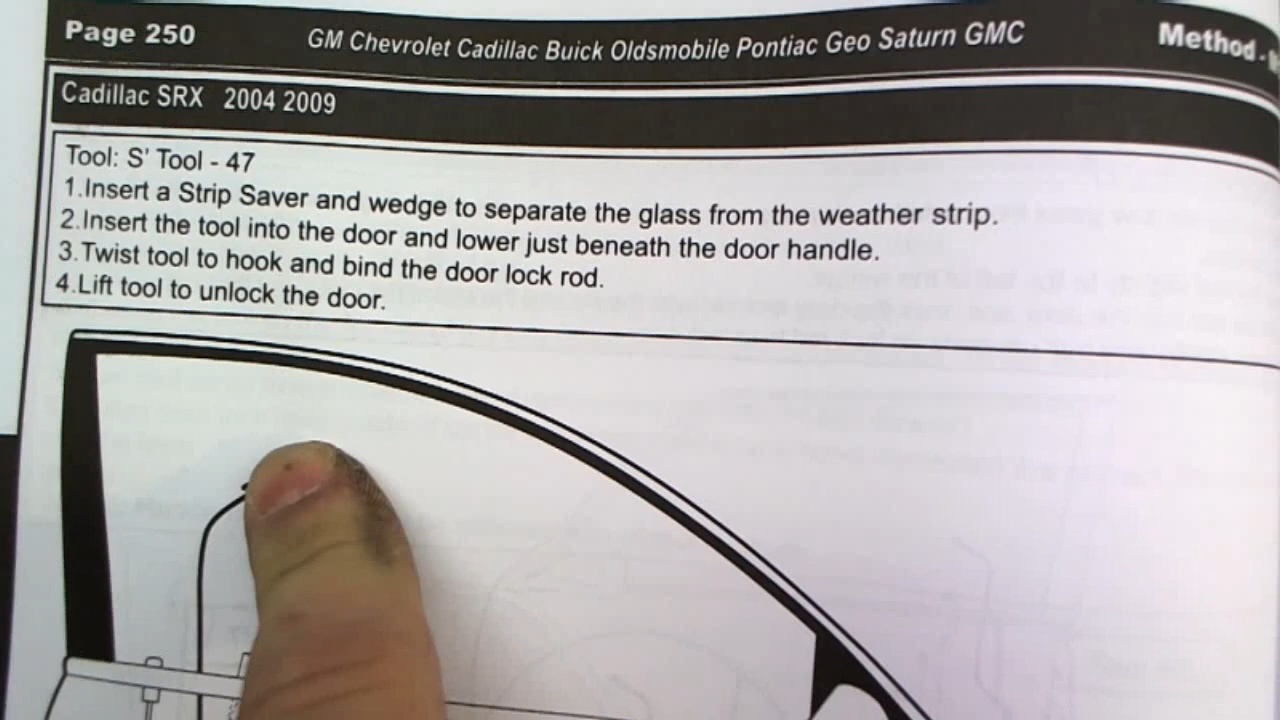 Page 250
GM Chevrolet Cadillac Buick Oldsmobile Pontiac Geo Saturn GMC
Method -
Cadillac SRX 2004 2009
Tool: S' Tool - 47
1.Insert a Strip Saver and wedge to separate the glass from the weather strip.
2.Insert the tool into the door and lower just beneath the door handle.
3.Twist tool to hook and bind the door lock rod.
4.Lift tool to unlock the door.